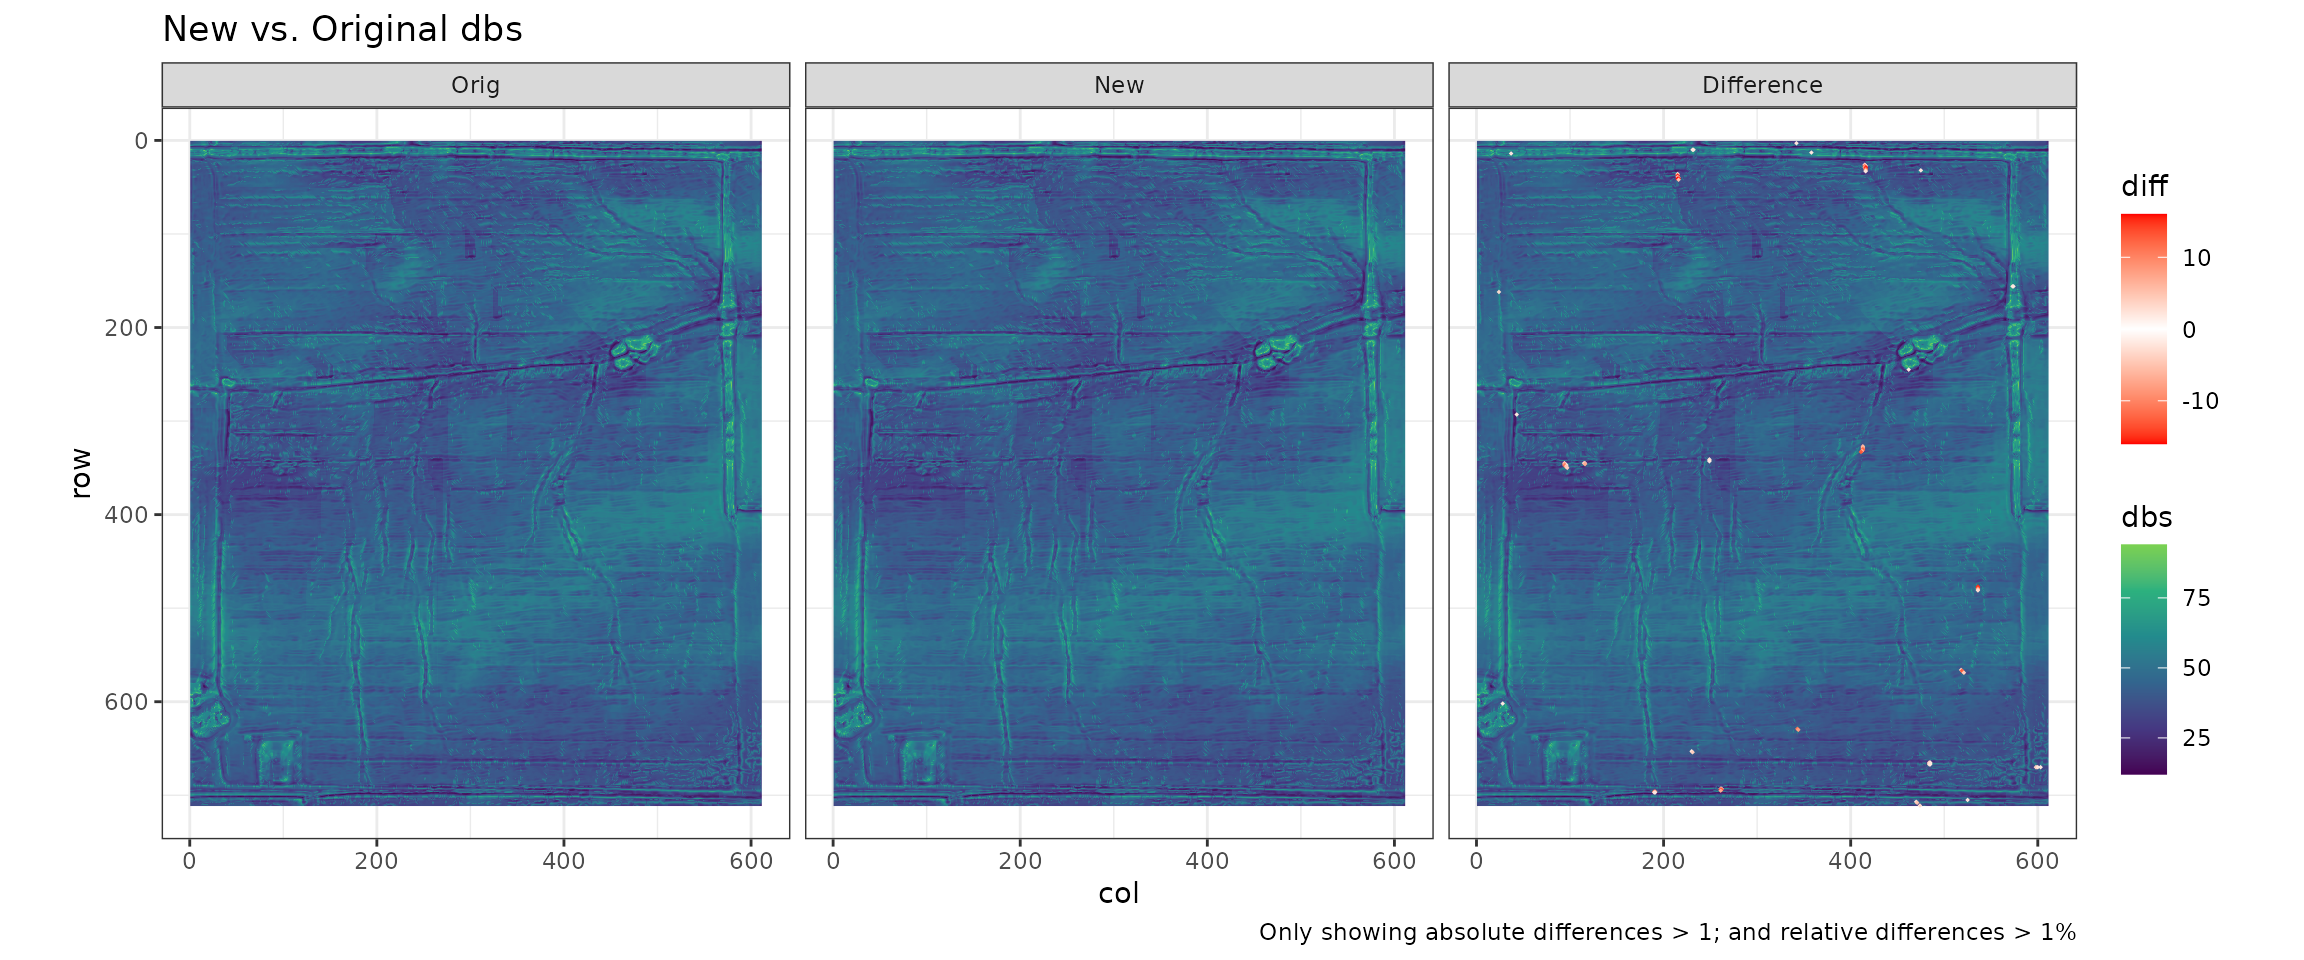 New vs. Original dbs
Orig
New
Difference
0
200
400
600
row
0
200
400
600
0
200
400
600
0
200
400
600
col
diff
10
0
-10
dbs
75
50
25
Only showing absolute differences > 1; and relative differences > 1%